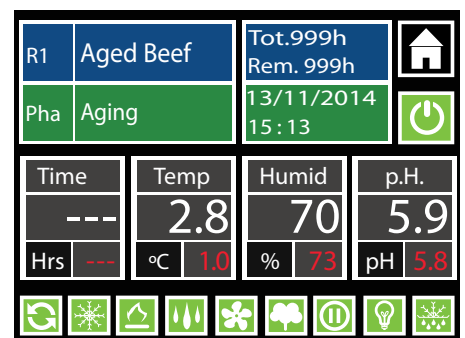 R1 Aged Beef Tot.999h
Rem. 999h
Pha Aging 13/11/2014
15:13
Time Temp Humid p.H.
--- 2.8 70 5.9
Hrs --- ºC 1.0 % 73 pH 5.8